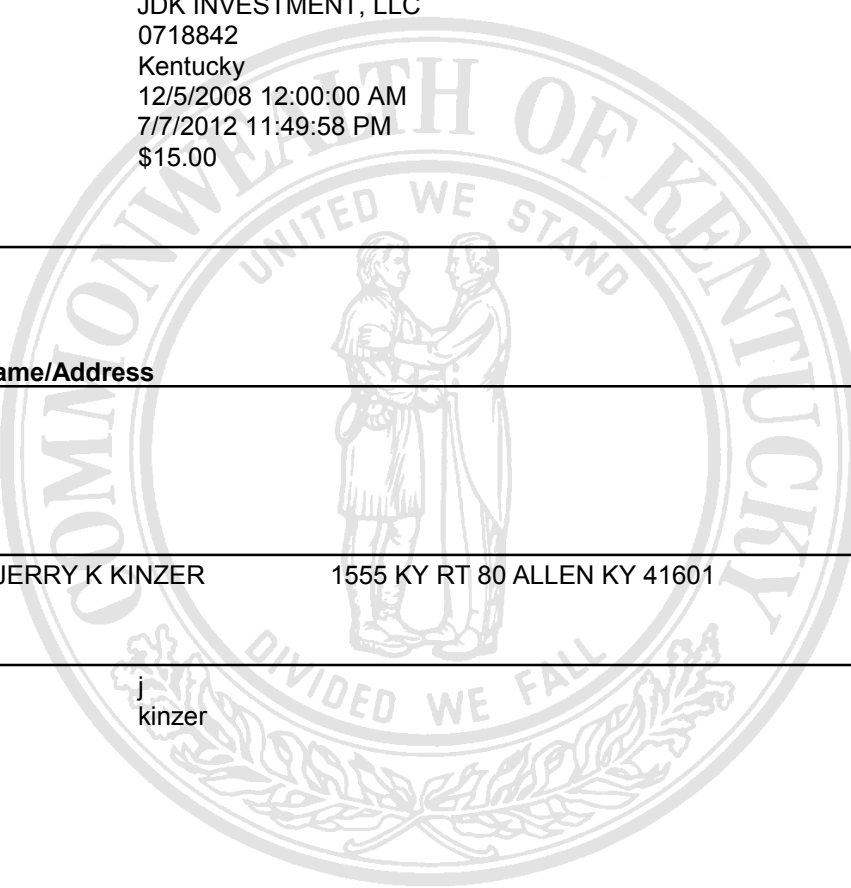 JDK INVESTMENT, LLC
0718842
Kentucky
12/5/2008 12:00:00 AM
7/7/2012 11:49:58 PM
$15.00
COMMONWEALTH OF KENTUCKY
UNITED WE STAND
ame/Address
JERRY K KINZER 1555 KY RT 80 ALLEN KY 41601
DIVIDED WE FALL
j
kinzer